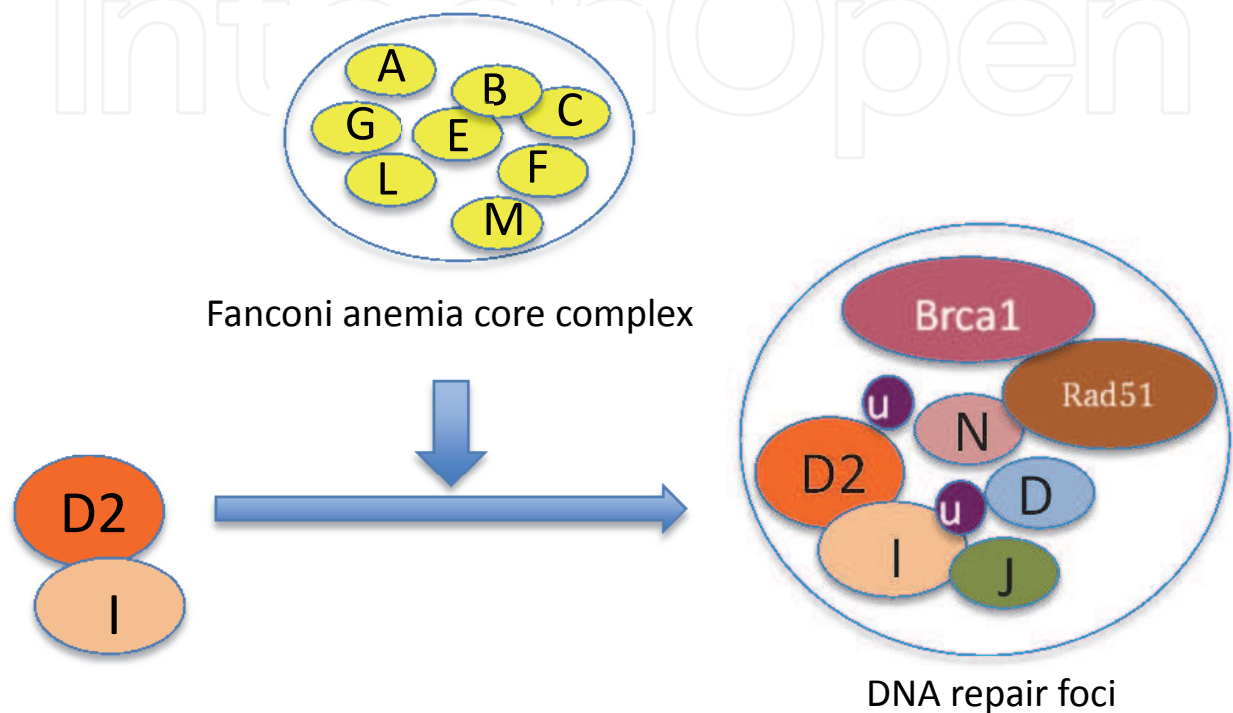 IntechOpen
A
B
C
G
E
L
F
M
Fanconi anemia core complex
Brca1
Rad51
u
N
D2
D2
u
D
I
J
I
DNA repair foci